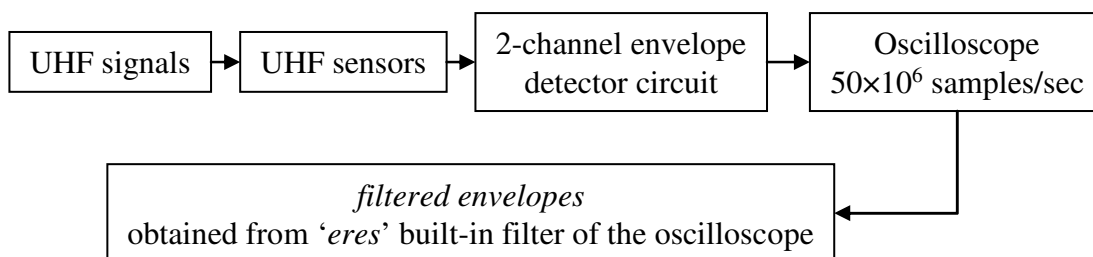 UHF signals
UHF sensors
2-channel envelope
detector circuit
Oscilloscope
50×10⁶ samples/sec
filtered envelopes
obtained from ‘eres’ built-in filter of the oscilloscope